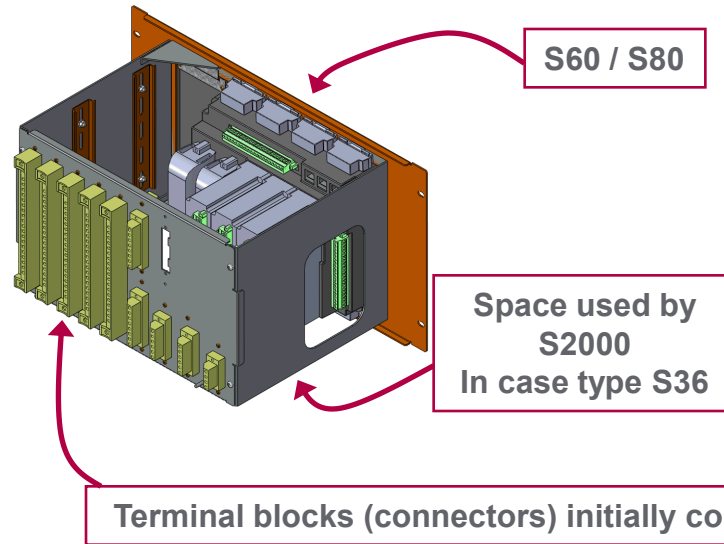 S60 / S80
Space used by
S2000
In case type S36
Terminal blocks (connectors) initially co